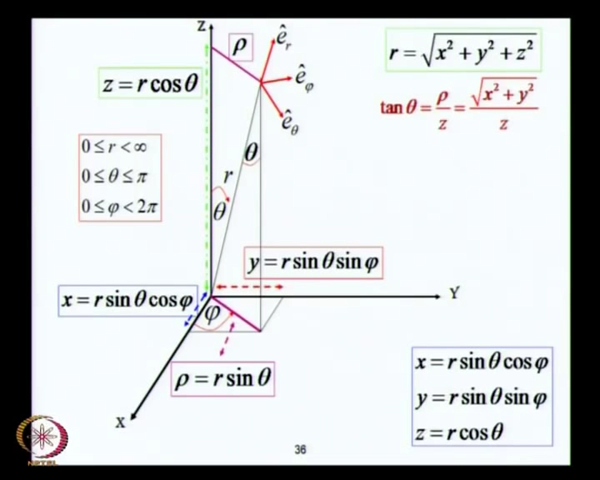 Z
ρ
ê_r
ê_φ
ê_θ
r = √(x² + y² + z²)
z = r cos θ
tan θ = ρ/z = √(x² + y²)/z
0 ≤ r < ∞
0 ≤ θ ≤ π
0 ≤ φ < 2π
θ
r
θ
y = r sin θ sin φ
x = r sin θ cos φ
Y
φ
ρ = r sin θ
x = r sin θ cos φ
y = r sin θ sin φ
z = r cos θ
X
36
NPTEL